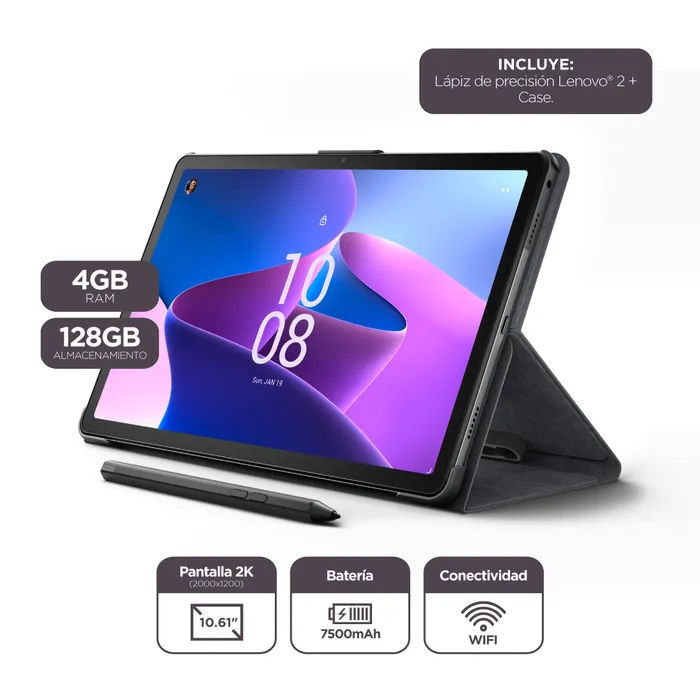 INCLUYE:
Lápiz de precisión Lenovo® 2 +
Case.
10
08
Sun, JAN 19
4GB
RAM
128GB
ALMACENAMIENTO
Pantalla 2K
(2000x1200)
10.61"
Batería
7500mAh
Conectividad
WIFI